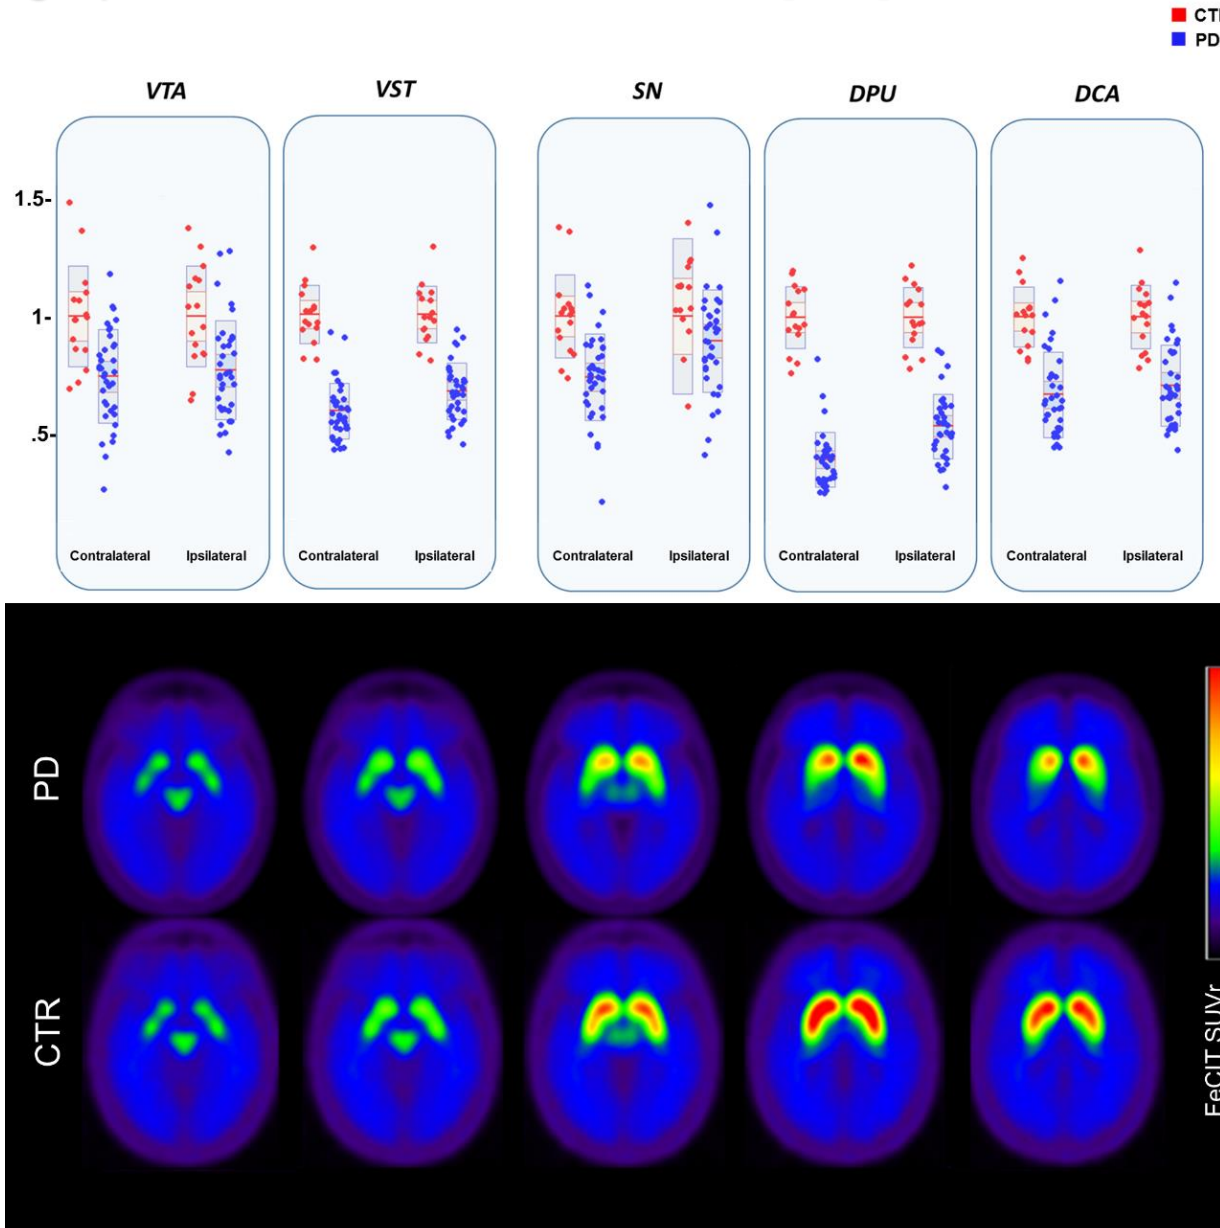 PD
VTA VST SN DPU DCA
1.5-
1-
.5-
Contralateral Ipsilateral Contralateral Ipsilateral Contralateral Ipsilateral Contralateral Ipsilateral Contralateral Ipsilateral
PD
CTR
FeCIT SUVr